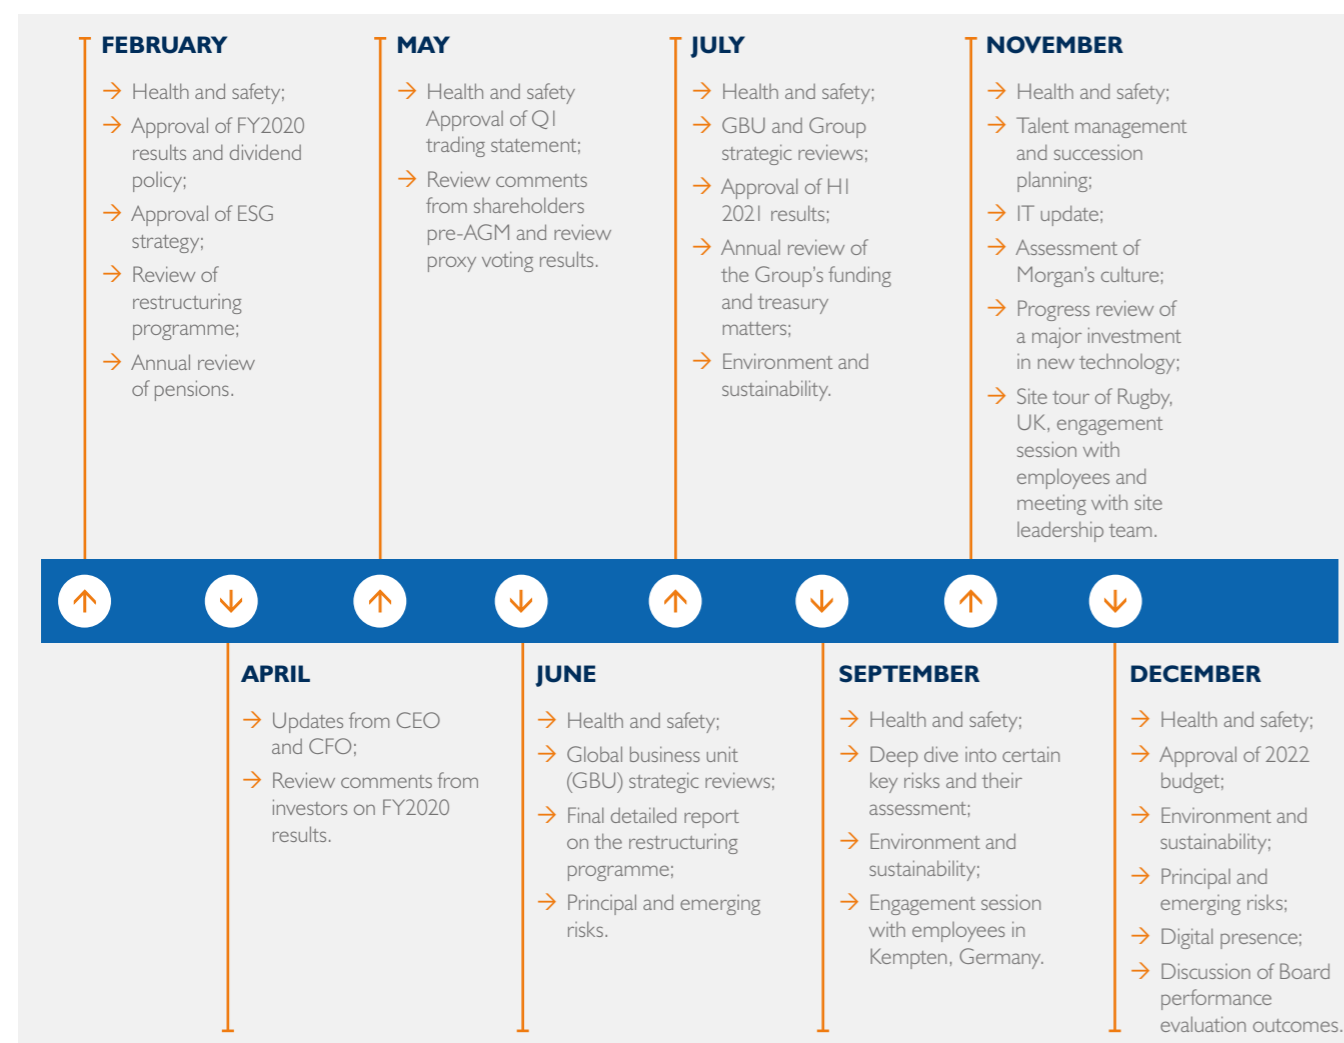 FEBRUARY
→ Health and safety;
→ Approval of FY2020
results and dividend
policy;
→ Approval of ESG
strategy;
→ Review of
restructuring
programme;
→ Annual review
of pensions.
MAY
→ Health and safety
Approval of Q1
trading statement;
→ Review comments
from shareholders
pre-AGM and review
proxy voting results.
JULY
→ Health and safety;
→ GBU and Group
strategic reviews;
→ Approval of H1
2021 results;
→ Annual review of
the Group's funding
and treasury
matters;
→ Environment and
sustainability.
NOVEMBER
→ Health and safety;
→ Talent management
and succession
planning;
→ IT update;
→ Assessment of
Morgan's culture;
→ Progress review of
a major investment
in new technology;
→ Site tour of Rugby,
UK, engagement
session with
employees and
meeting with site
leadership team.
APRIL
→ Updates from CEO
and CFO;
→ Review comments from
investors on FY2020
results.
JUNE
→ Health and safety;
→ Global business unit
(GBU) strategic reviews;
→ Final detailed report
on the restructuring
programme;
→ Principal and emerging
risks.
SEPTEMBER
→ Health and safety;
→ Deep dive into certain
key risks and their
assessment;
→ Environment and
sustainability;
→ Engagement session
with employees in
Kempten, Germany.
DECEMBER
→ Health and safety;
→ Approval of 2022
budget;
→ Environment and
sustainability;
→ Principal and
emerging risks;
→ Digital presence;
→ Discussion of Board
performance
evaluation outcomes.